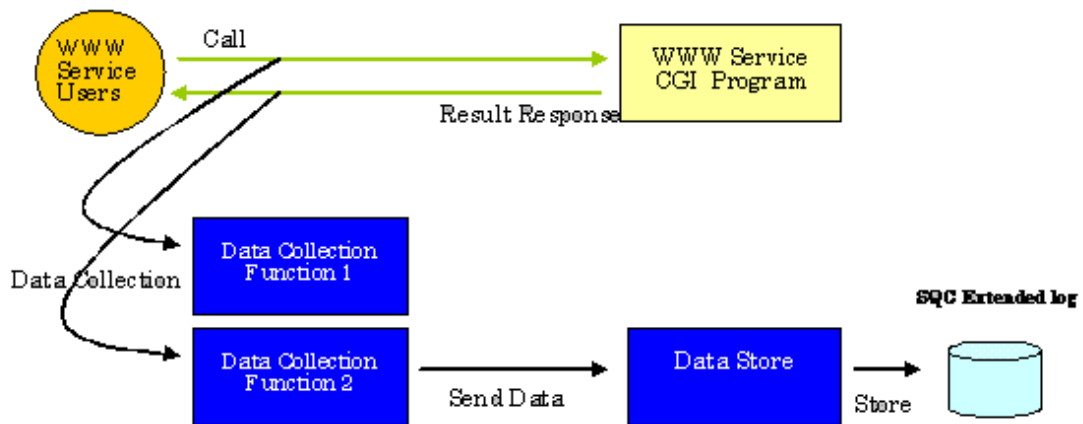 WWW
Service
Users
Call
WWW Service
CGI Program
Result Response
Data Collection
Function 1
Data Collection
SQC Extended log
Data Collection
Function 2
Send Data
Data Store
Store